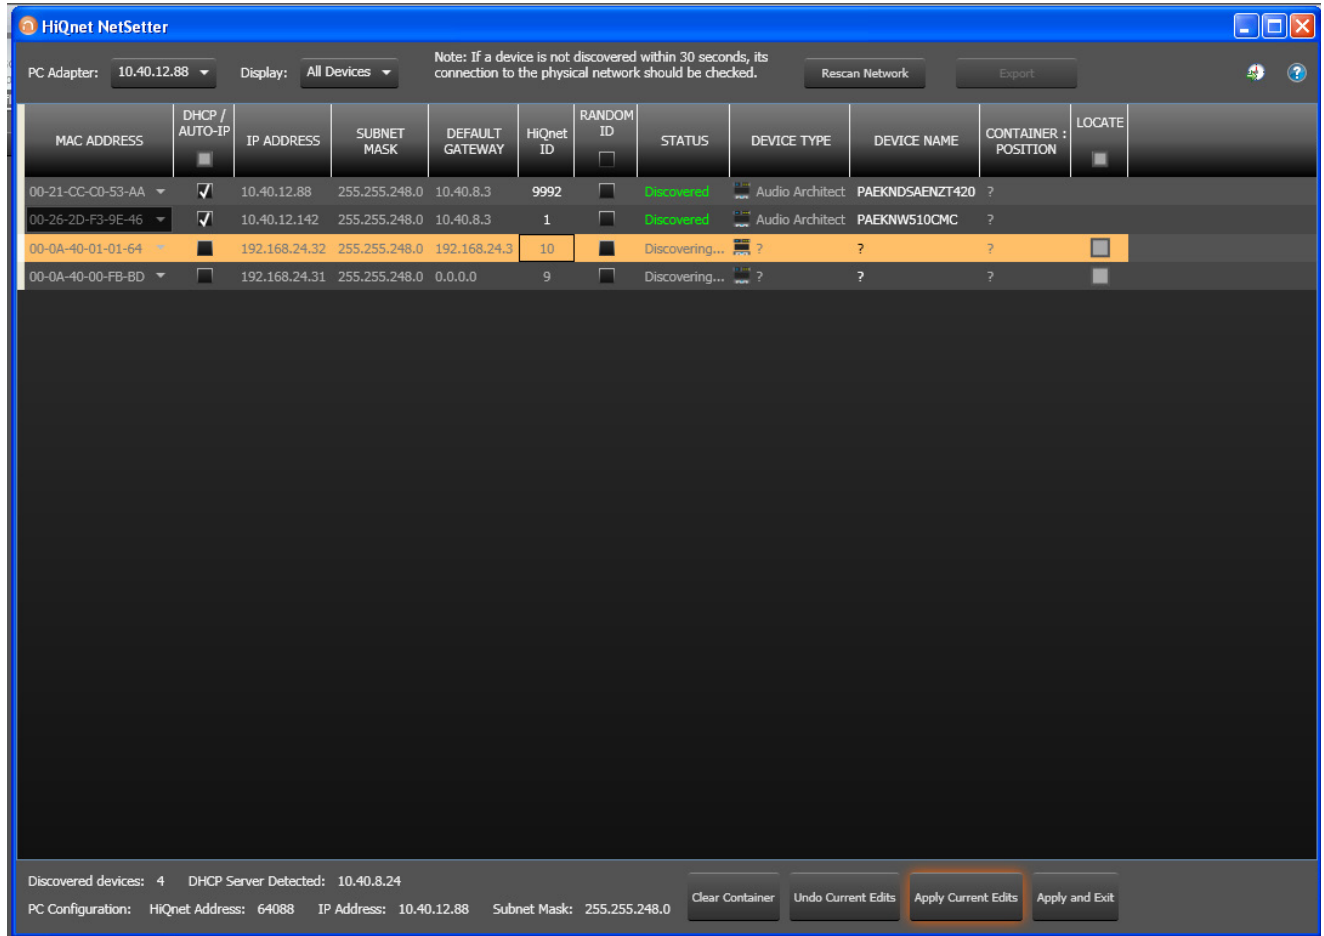 HiQnet NetSetter
PC Adapter: 10.40.12.88 Display: All Devices Note: If a device is not discovered within 30 seconds, its
connection to the physical network should be checked. Rescan Network Export
MAC ADDRESS DHCP / AUTO-IP IP ADDRESS SUBNET MASK DEFAULT GATEWAY HiQnet ID RANDOM ID STATUS DEVICE TYPE DEVICE NAME CONTAINER : POSITION LOCATE
00-21-CC-C0-53-AA 10.40.12.88 255.255.248.0 10.40.8.3 9992 Discovered Audio Architect PAEKNDSAENZT420 ?
00-26-2D-F3-9E-46 10.40.12.142 255.255.248.0 10.40.8.3 1 Discovered Audio Architect PAEKNW510CMC ?
00-0A-40-01-01-64 192.168.24.32 255.255.248.0 192.168.24.3 10 Discovering... ? ? ?
00-0A-40-00-FB-BD 192.168.24.31 255.255.248.0 0.0.0.0 9 Discovering... ? ? ?
Discovered devices: 4 DHCP Server Detected: 10.40.8.24
PC Configuration: HiQnet Address: 64088 IP Address: 10.40.12.88 Subnet Mask: 255.255.248.0
Clear Container Undo Current Edits Apply Current Edits Apply and Exit